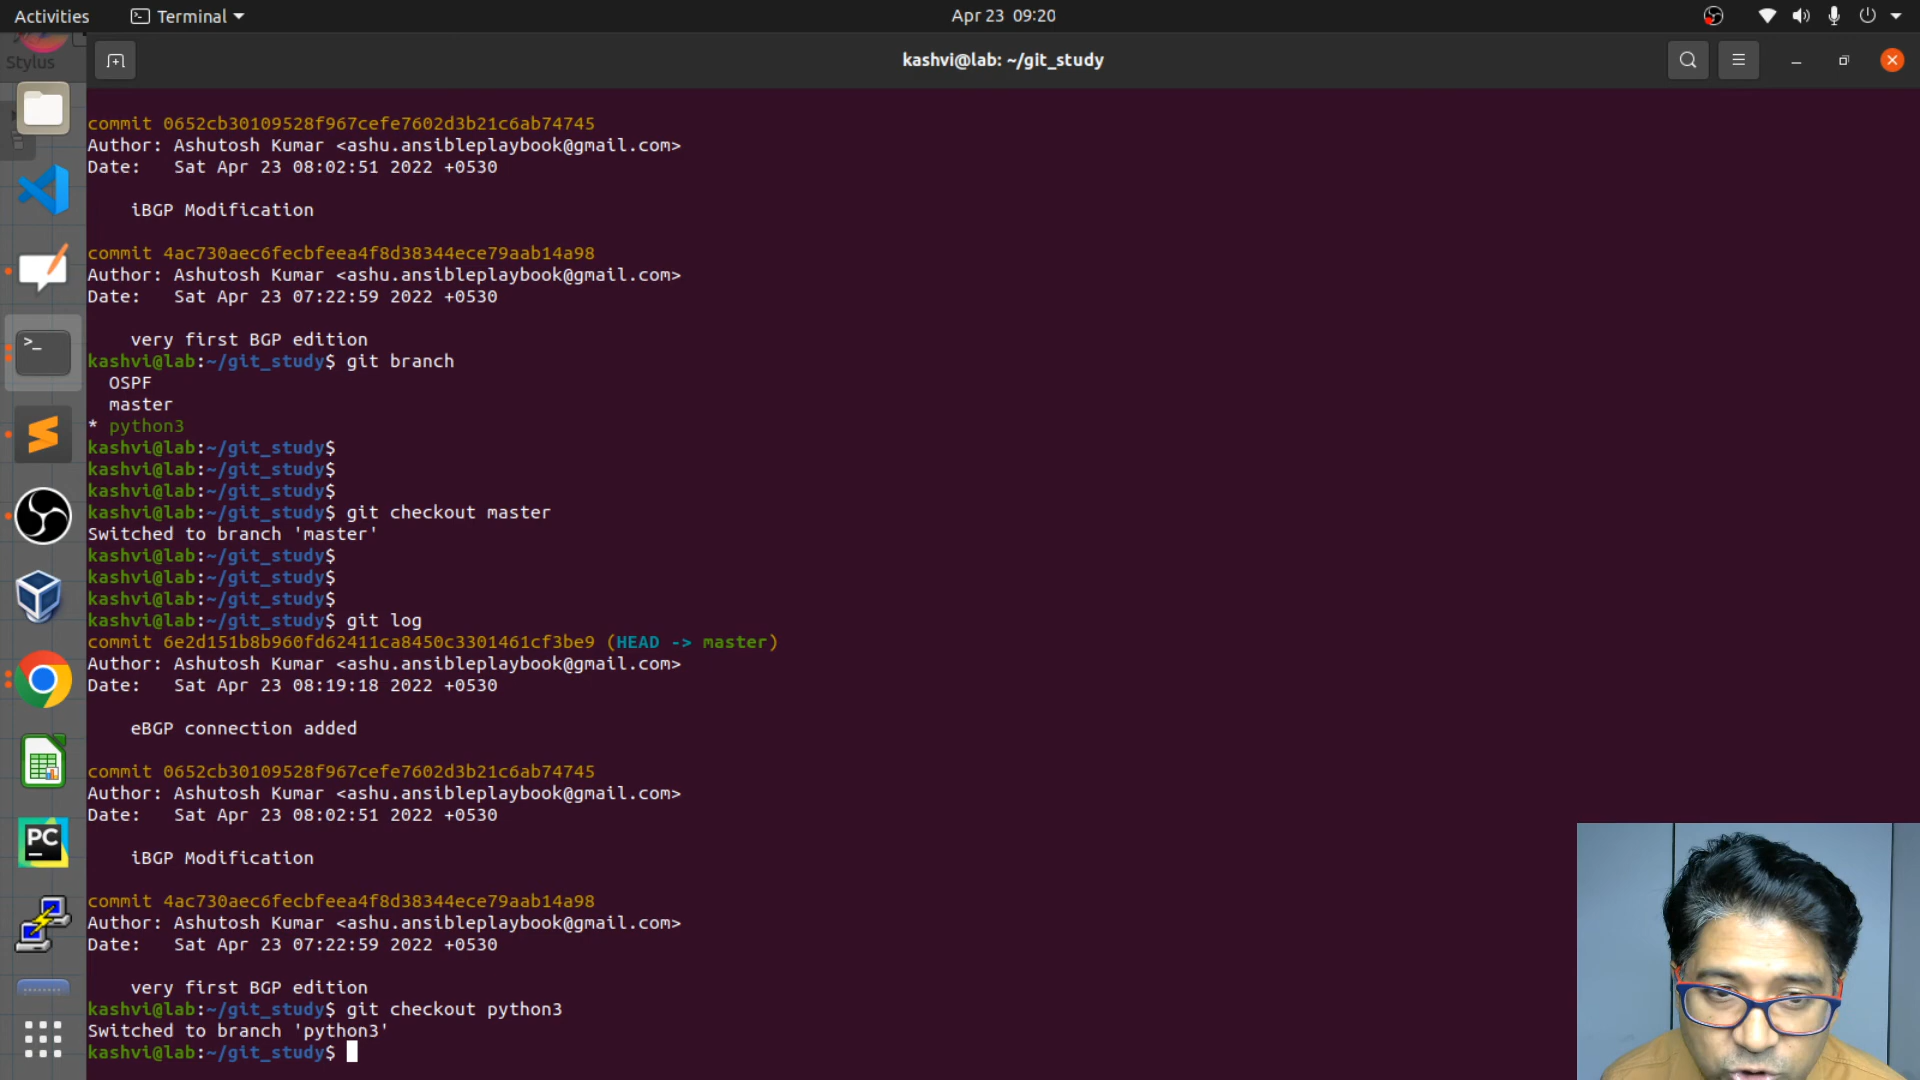 Activities
Terminal
Apr 23 09:20
Stylus
kashvi@lab: ~/git_study
commit 0652cb30109528f967cefe7602d3b21c6ab74745
Author: Ashutosh Kumar <ashu.ansibleplaybook@gmail.com>
Date:   Sat Apr 23 08:02:51 2022 +0530
iBGP Modification
commit 4ac730aec6fecbfeea4f8d38344ece79aab14a98
Author: Ashutosh Kumar <ashu.ansibleplaybook@gmail.com>
Date:   Sat Apr 23 07:22:59 2022 +0530
very first BGP edition
kashvi@lab:~/git_study$ git branch
OSPF
master
* python3
kashvi@lab:~/git_study$
kashvi@lab:~/git_study$
kashvi@lab:~/git_study$
kashvi@lab:~/git_study$ git checkout master
Switched to branch 'master'
kashvi@lab:~/git_study$
kashvi@lab:~/git_study$
kashvi@lab:~/git_study$
kashvi@lab:~/git_study$ git log
commit 6e2d151b8b960fd62411ca8450c3301461cf3be9 (HEAD -> master)
Author: Ashutosh Kumar <ashu.ansibleplaybook@gmail.com>
Date:   Sat Apr 23 08:19:18 2022 +0530
eBGP connection added
commit 0652cb30109528f967cefe7602d3b21c6ab74745
Author: Ashutosh Kumar <ashu.ansibleplaybook@gmail.com>
Date:   Sat Apr 23 08:02:51 2022 +0530
iBGP Modification
commit 4ac730aec6fecbfeea4f8d38344ece79aab14a98
Author: Ashutosh Kumar <ashu.ansibleplaybook@gmail.com>
Date:   Sat Apr 23 07:22:59 2022 +0530
very first BGP edition
kashvi@lab:~/git_study$ git checkout python3
Switched to branch 'python3'
kashvi@lab:~/git_study$
PC